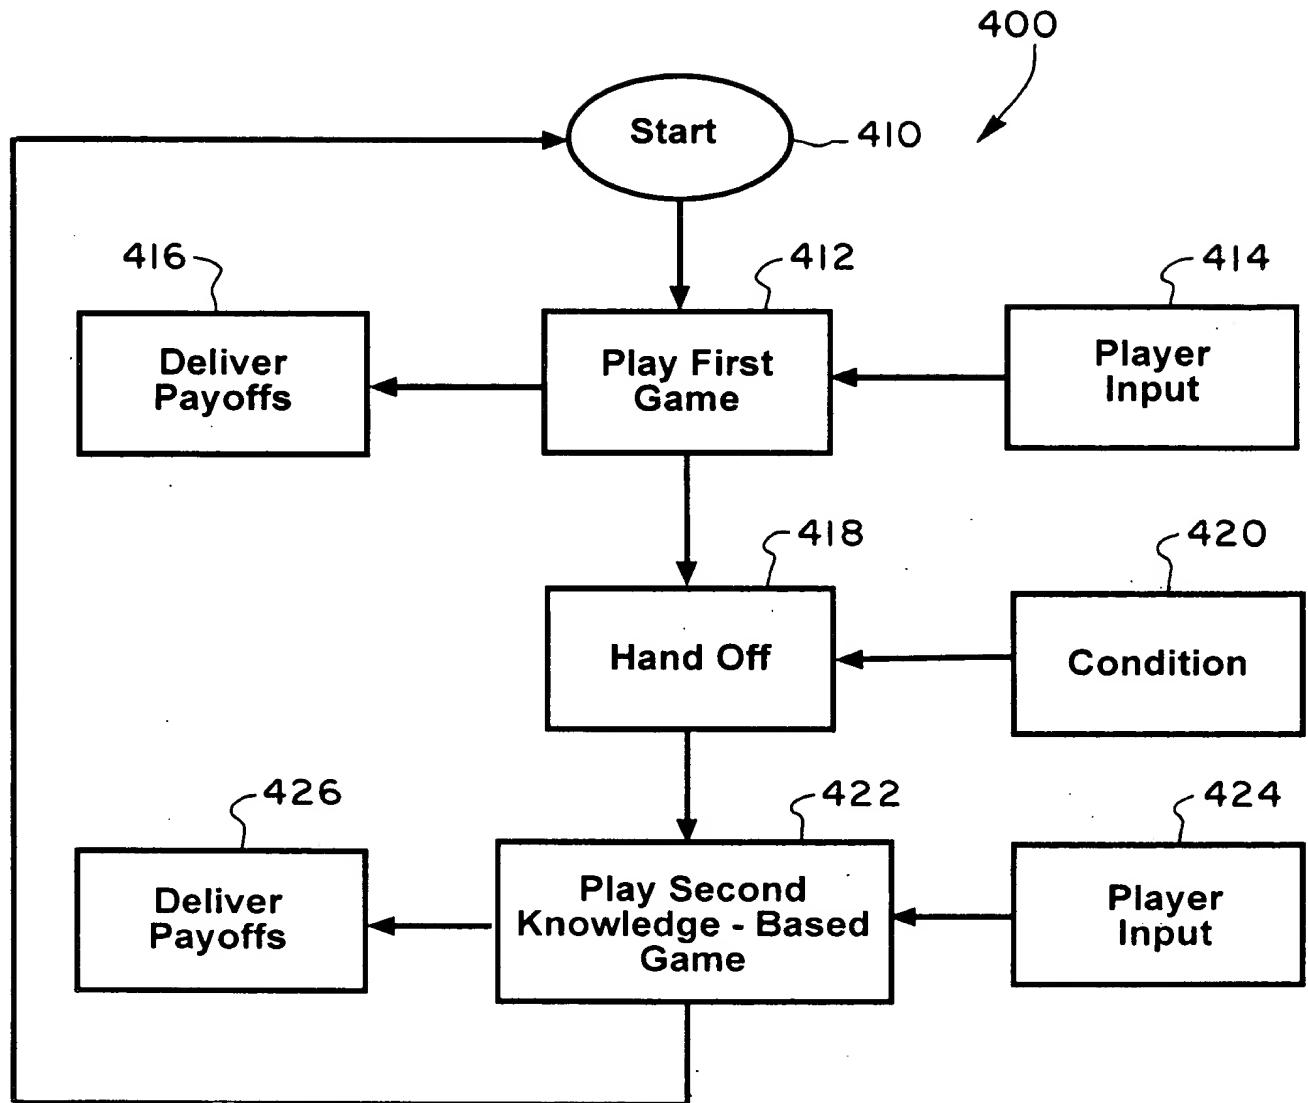 400
Start
410
416
412
414
Deliver
Payoffs
Play First
Game
Player
Input
418
420
Hand Off
Condition
426
422
424
Deliver
Payoffs
Play Second
Knowledge - Based
Game
Player
Input